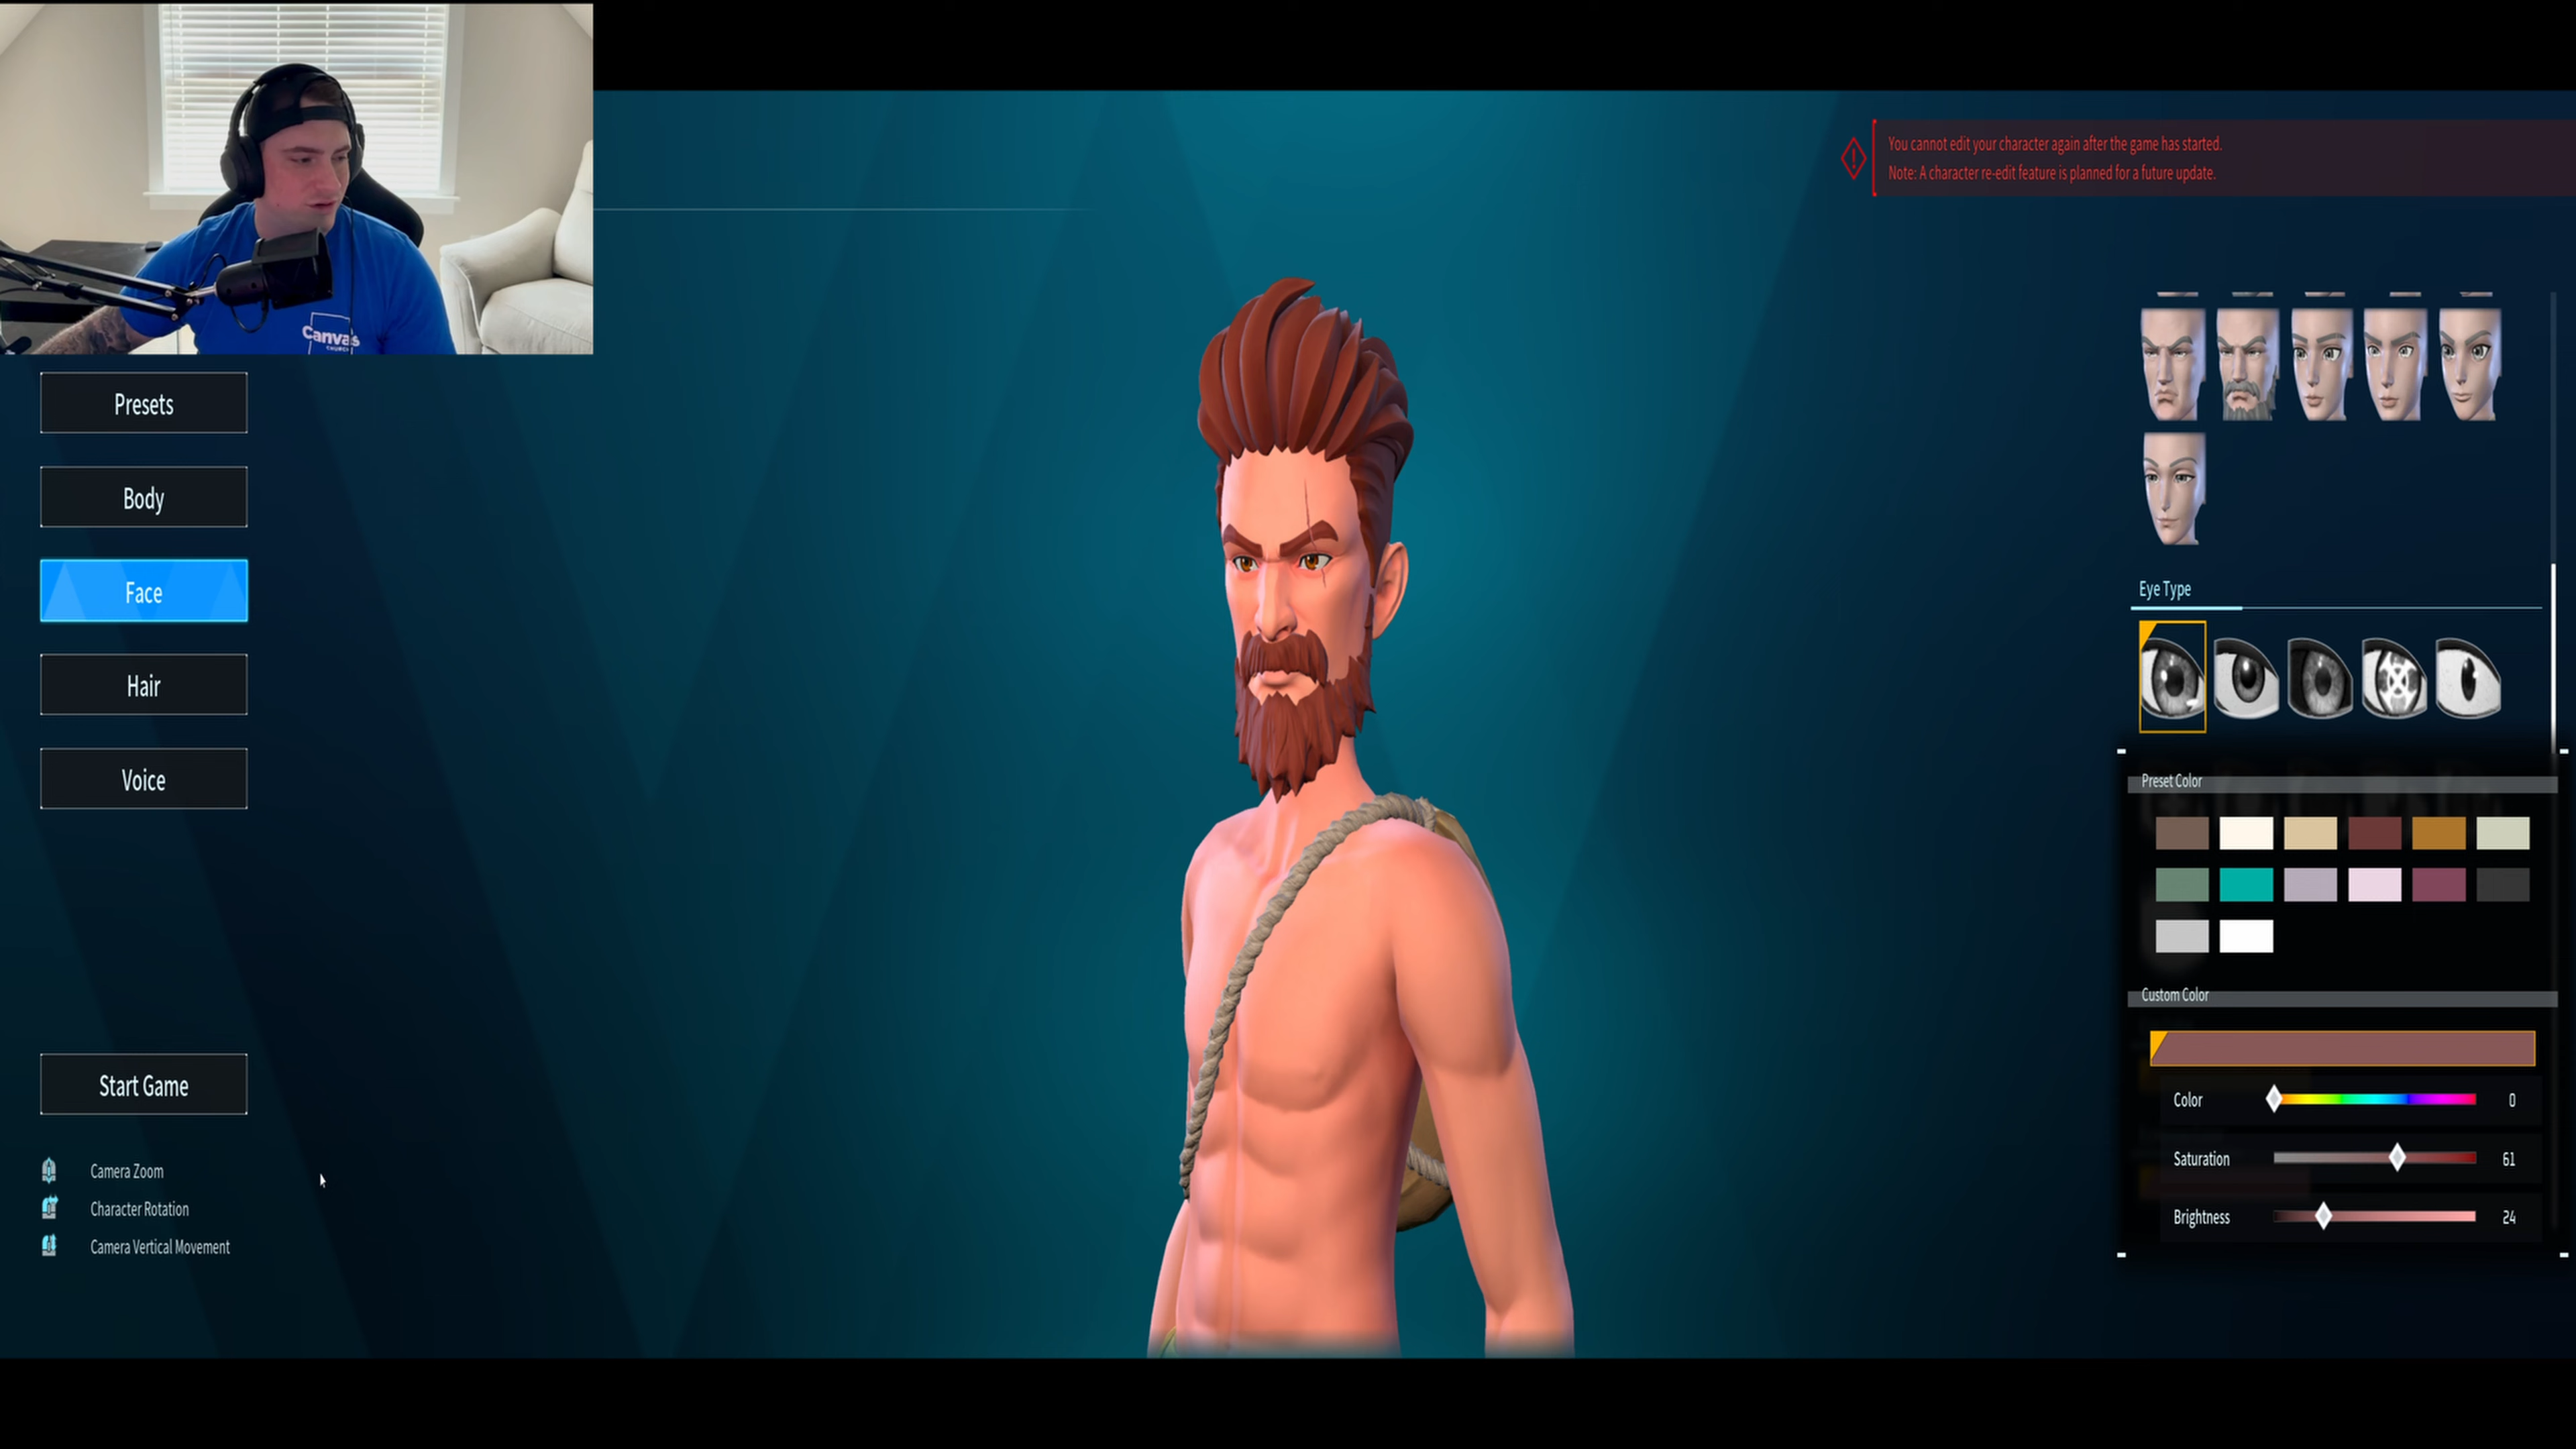 Canvas
CHURCH
You cannot edit your character again after the game has started.
Note: A character re-edit feature is planned for a future update.
Presets
Body
Face
Hair
Voice
Start Game
Camera Zoom
Character Rotation
Camera Vertical Movement
Eye Type
Preset Color
Custom Color
Color 0
Saturation 61
Brightness 24